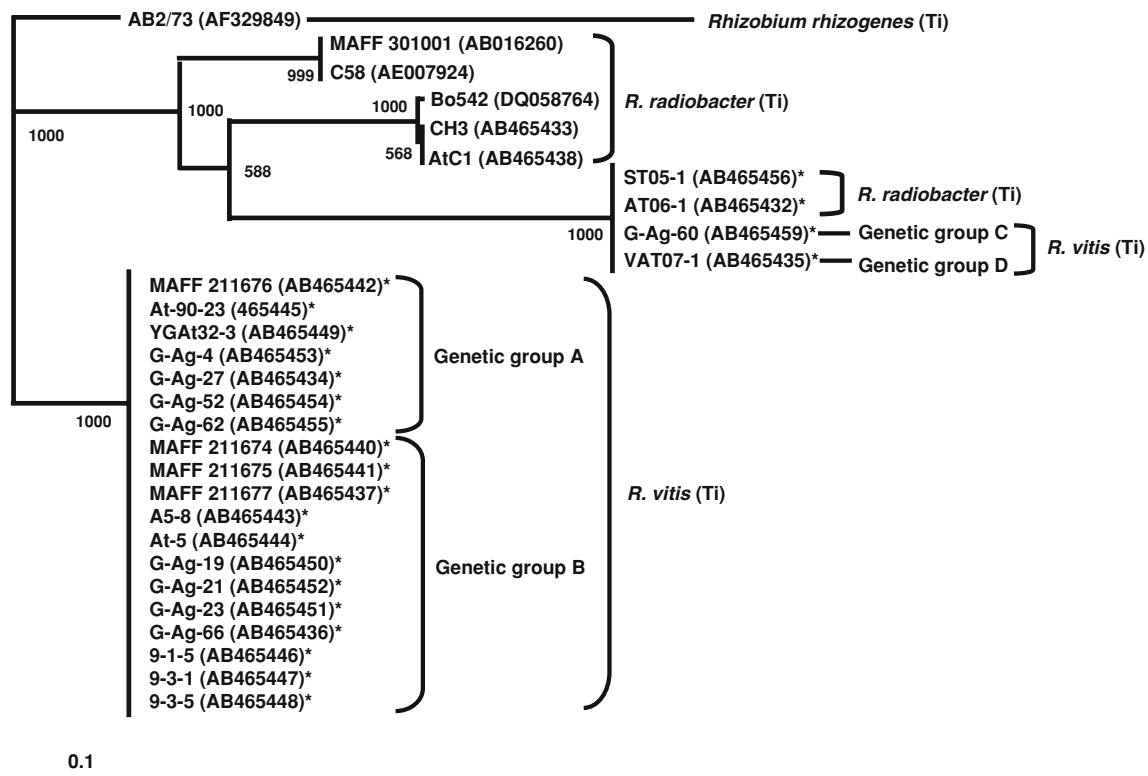 AB2/73 (AF329849) Rhizobium rhizogenes (Ti)
MAFF 301001 (AB016260)
999 C58 (AE007924)
R. radiobacter (Ti)
1000 Bo542 (DQ058764)
1000 1000 CH3 (AB465433)
568 AtC1 (AB465438)
588
ST05-1 (AB465456)*
R. radiobacter (Ti)
AT06-1 (AB465432)*
1000 G-Ag-60 (AB465459)* Genetic group C
R. vitis (Ti)
VAT07-1 (AB465435)* Genetic group D
MAFF 211676 (AB465442)*
At-90-23 (465445)*
YGAt32-3 (AB465449)*
G-Ag-4 (AB465453)* Genetic group A
G-Ag-27 (AB465434)*
G-Ag-52 (AB465454)*
1000 G-Ag-62 (AB465455)*
MAFF 211674 (AB465440)*
MAFF 211675 (AB465441)*
MAFF 211677 (AB465437)* R. vitis (Ti)
A5-8 (AB465443)*
At-5 (AB465444)*
G-Ag-19 (AB465450)* Genetic group B
G-Ag-21 (AB465452)*
G-Ag-23 (AB465451)*
G-Ag-66 (AB465436)*
9-1-5 (AB465446)*
9-3-1 (AB465447)*
9-3-5 (AB465448)*
0.1